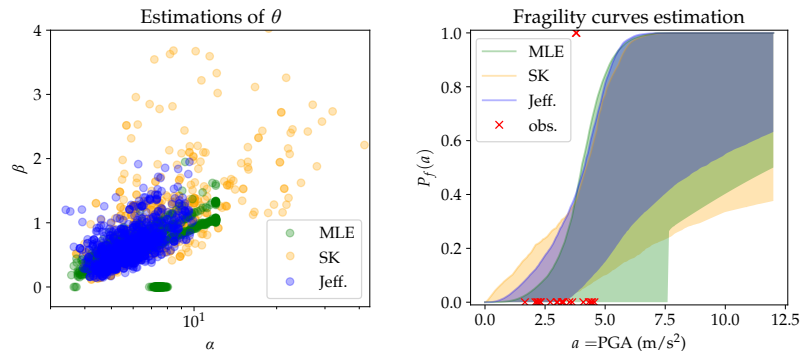 Estimations of θ
4
3
2
1
0
β
10¹
α
MLE
SK
Jeff.
Fragility curves estimation
1.0
0.8
0.6
0.4
0.2
0.0
P_f(a)
0.0 2.5 5.0 7.5 10.0 12.5
a =PGA (m/s²)
MLE
SK
Jeff.
obs.